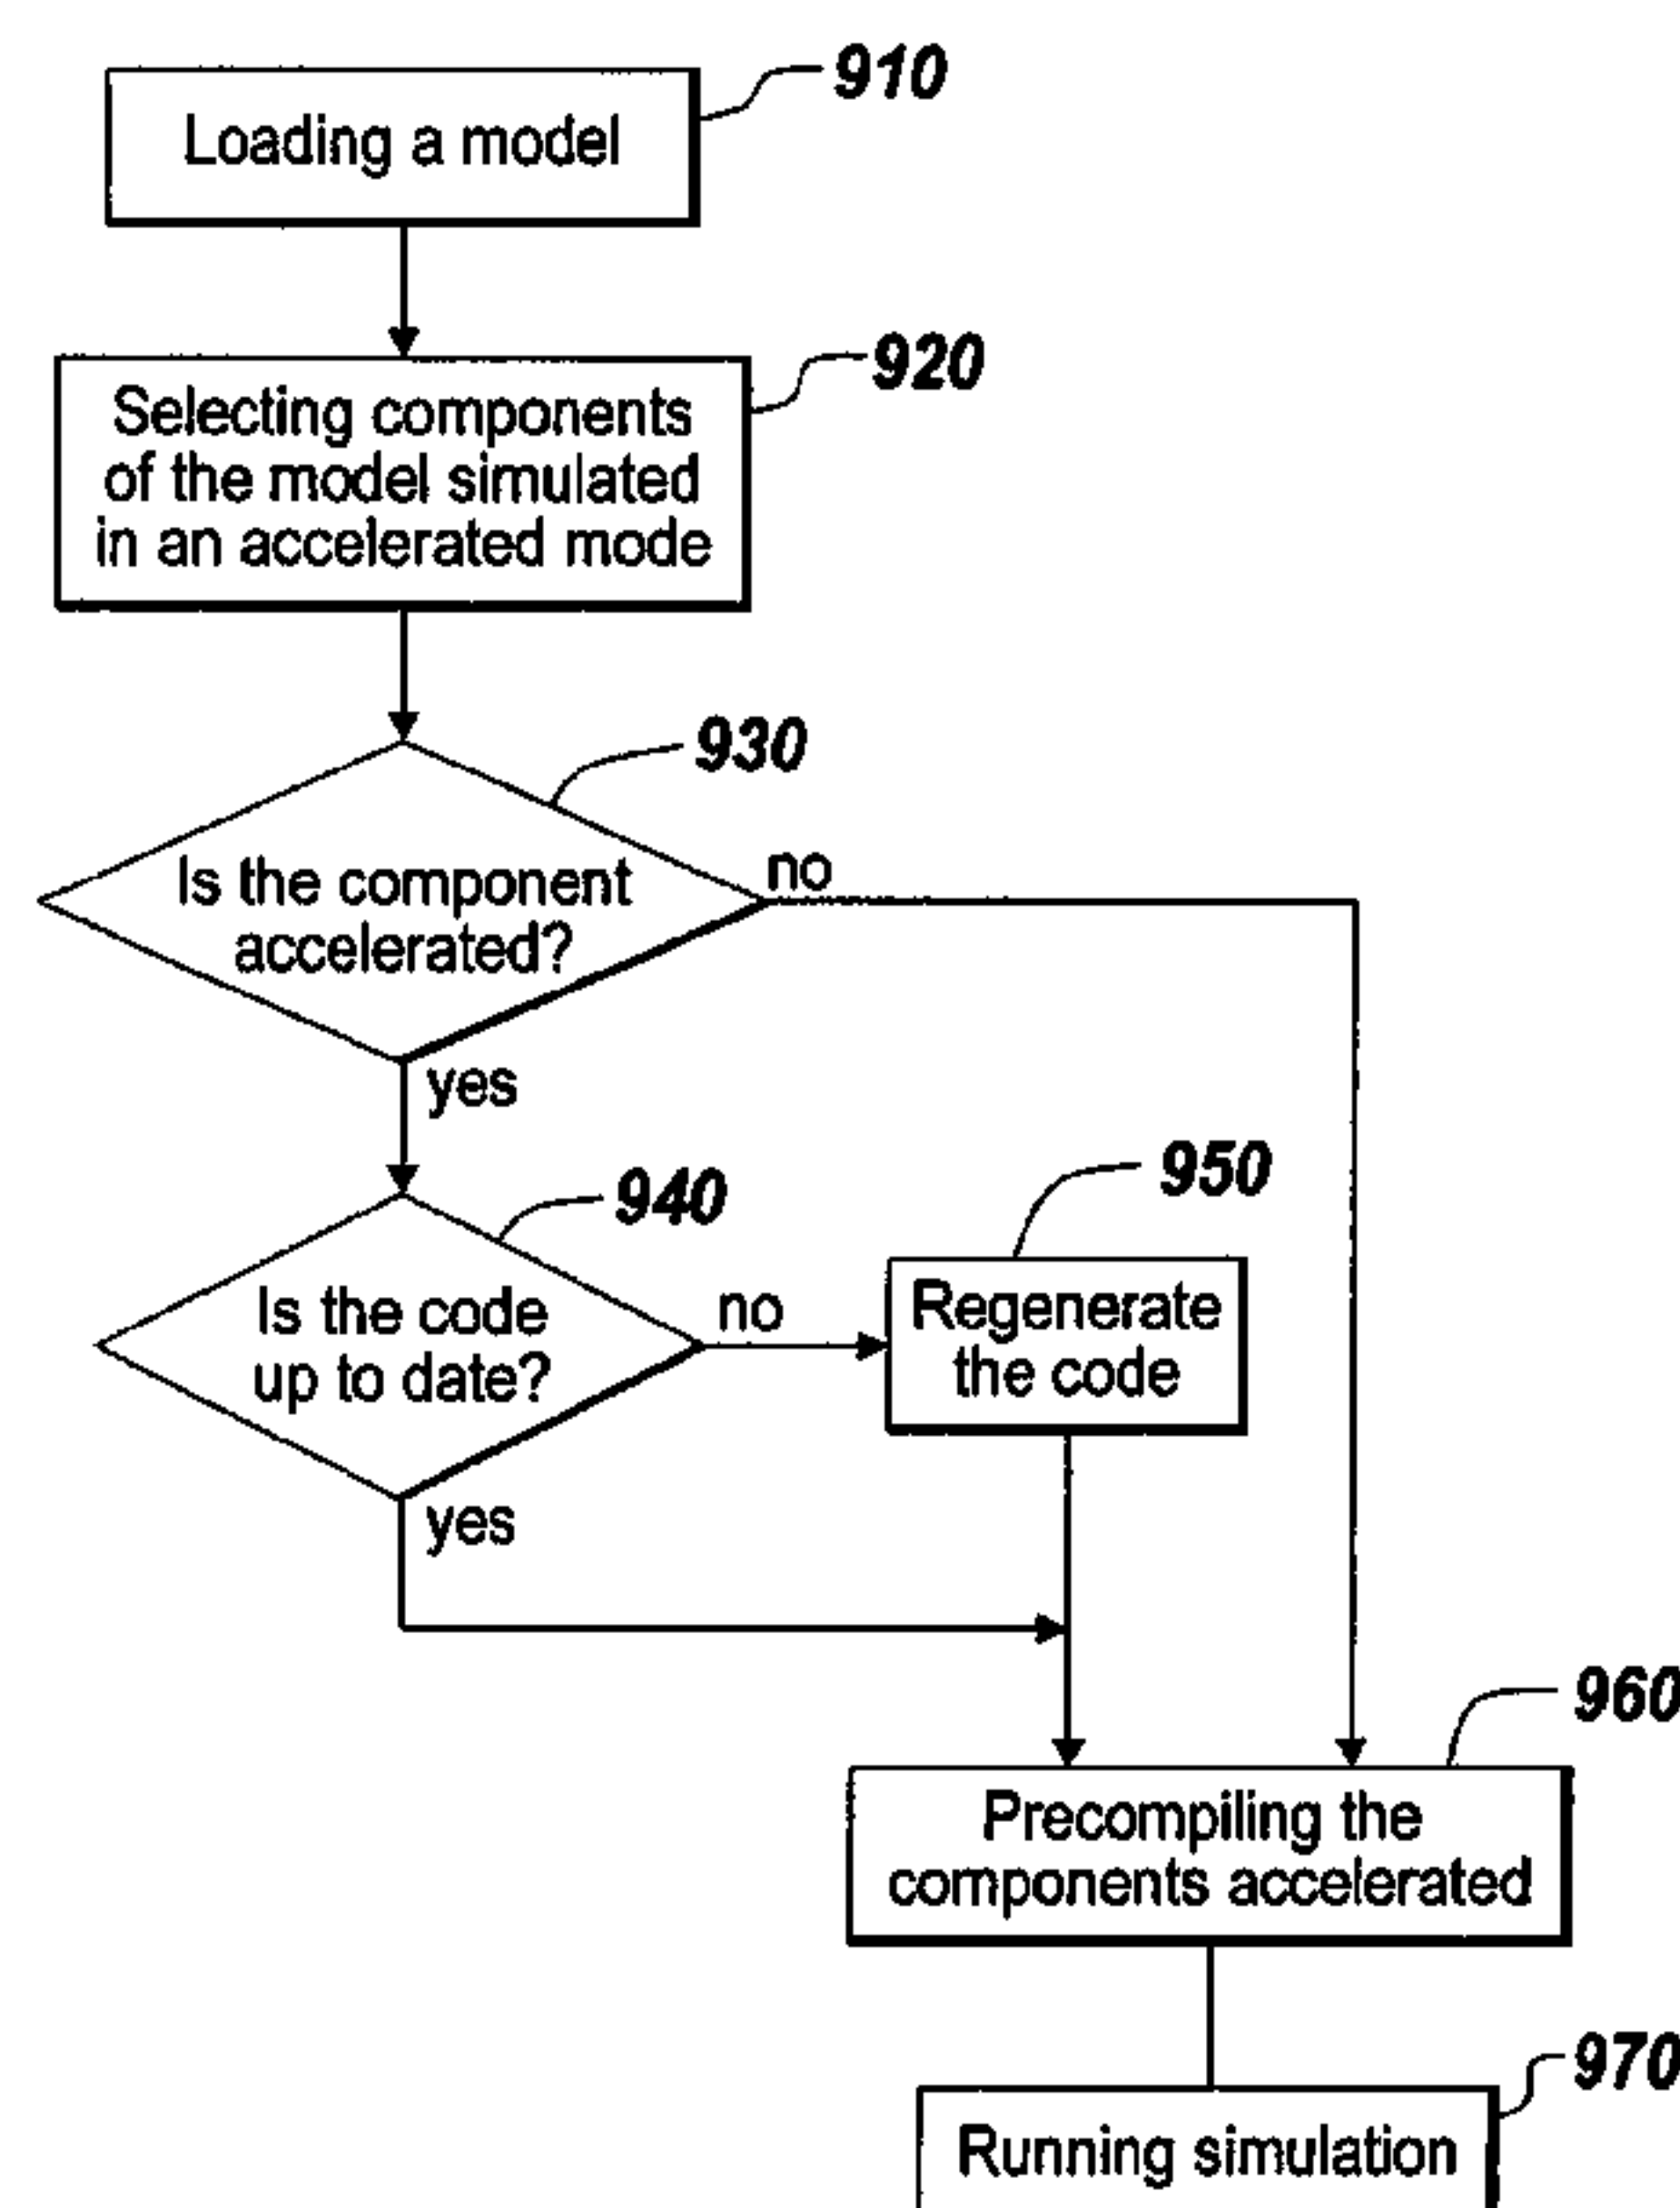 910
Loading a model
920
Selecting components
of the model simulated
in an accelerated mode
930
Is the component
accelerated?
no
yes
940
Is the code
up to date?
no
950
Regenerate
the code
yes
960
Precompiling the
components accelerated
970
Running simulation